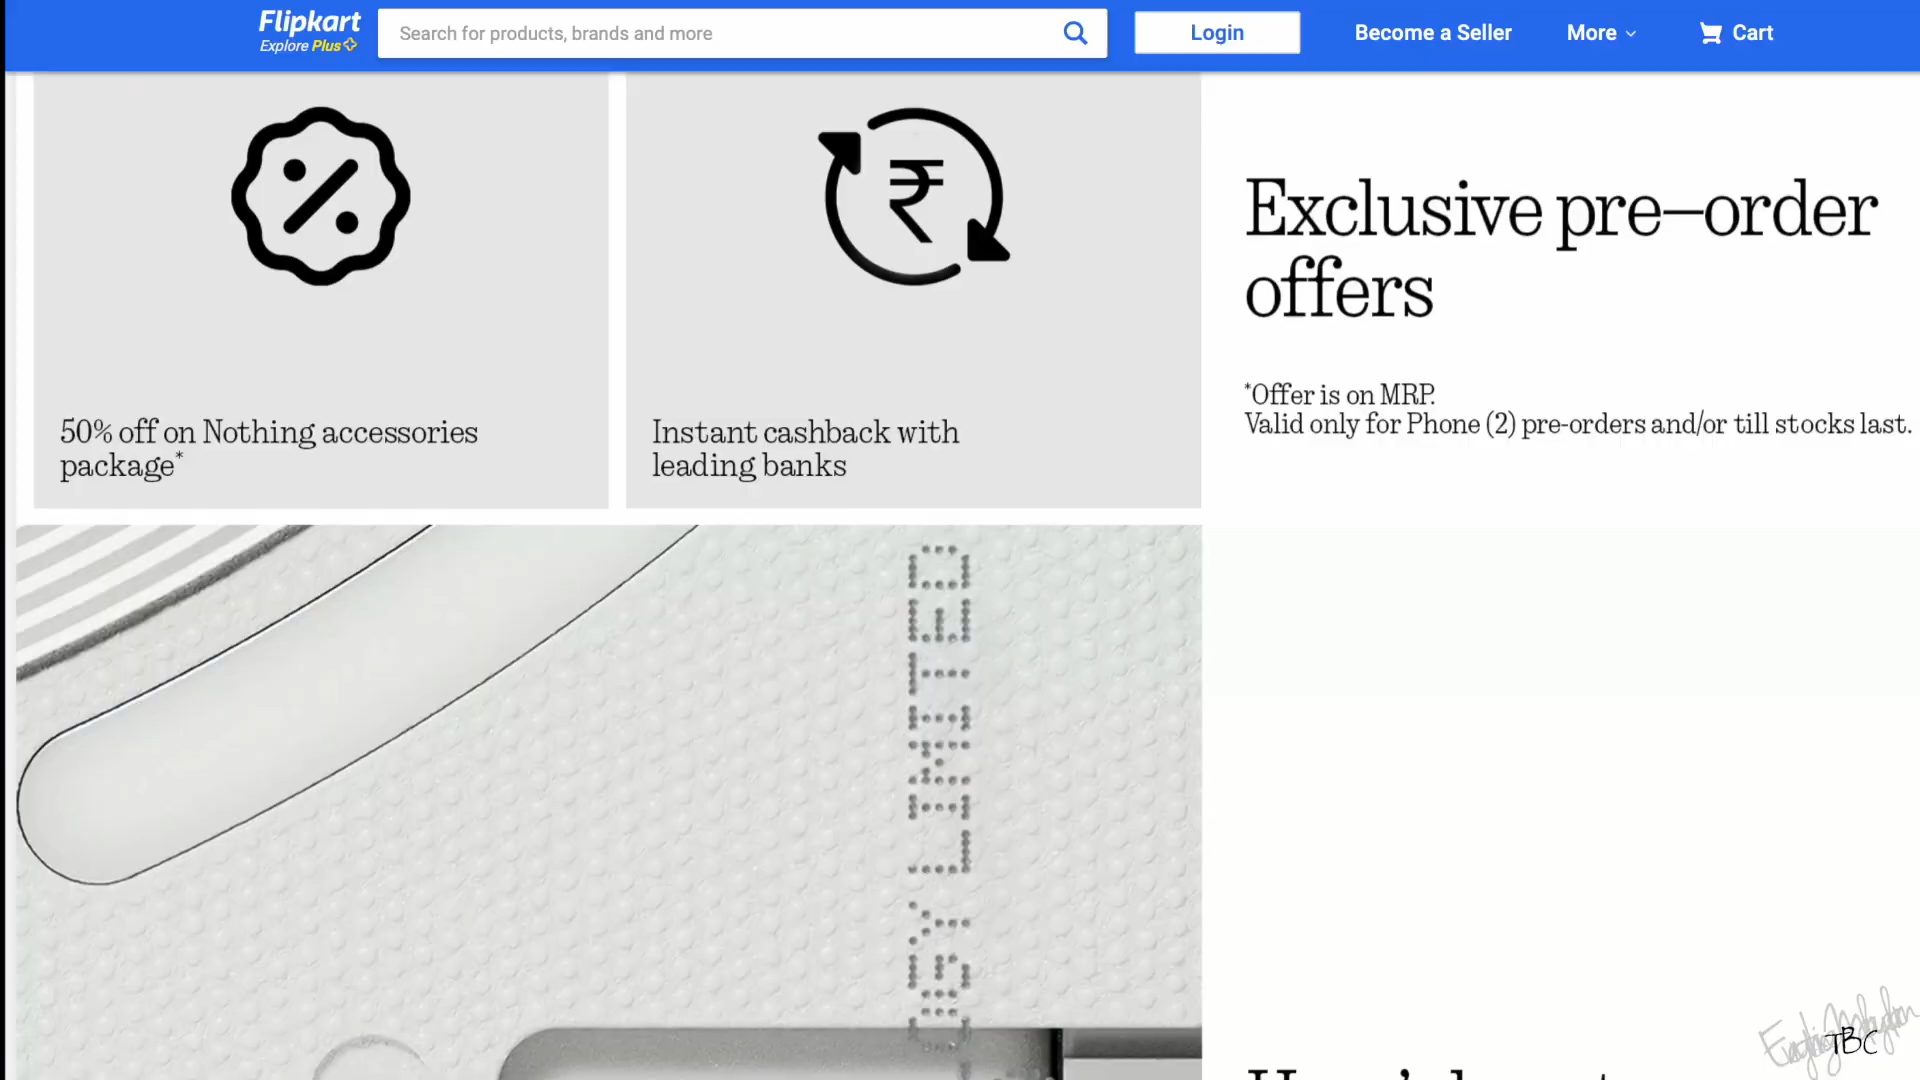 Flipkart
Explore Plus
Search for products, brands and more
Login
Become a Seller
More
Cart
50% off on Nothing accessories
package*
Instant cashback with
leading banks
Exclusive pre–order
offers
*Offer is on MRP.
Valid only for Phone (2) pre-orders and/or till stocks last.
LIMITED
TBC